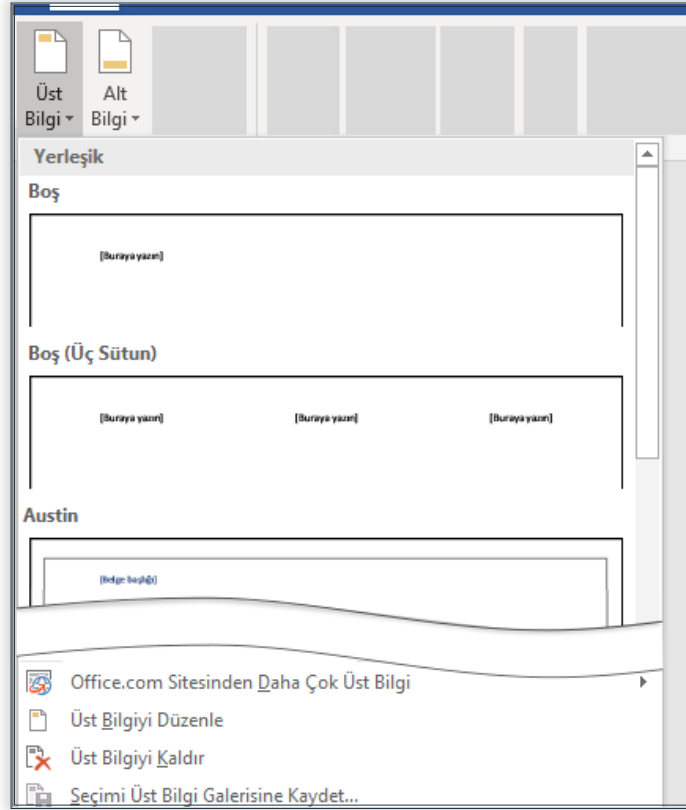 Üst Bilgi
Alt Bilgi
Yerleşik
Boş
[Buraya yazın]
Boş (Üç Sütun)
[Buraya yazın] [Buraya yazın] [Buraya yazın]
Austin
[Belge başlığı]
Office.com Sitesinden Daha Çok Üst Bilgi
Üst Bilgiyi Düzenle
Üst Bilgiyi Kaldır
Seçimi Üst Bilgi Galerisine Kaydet...